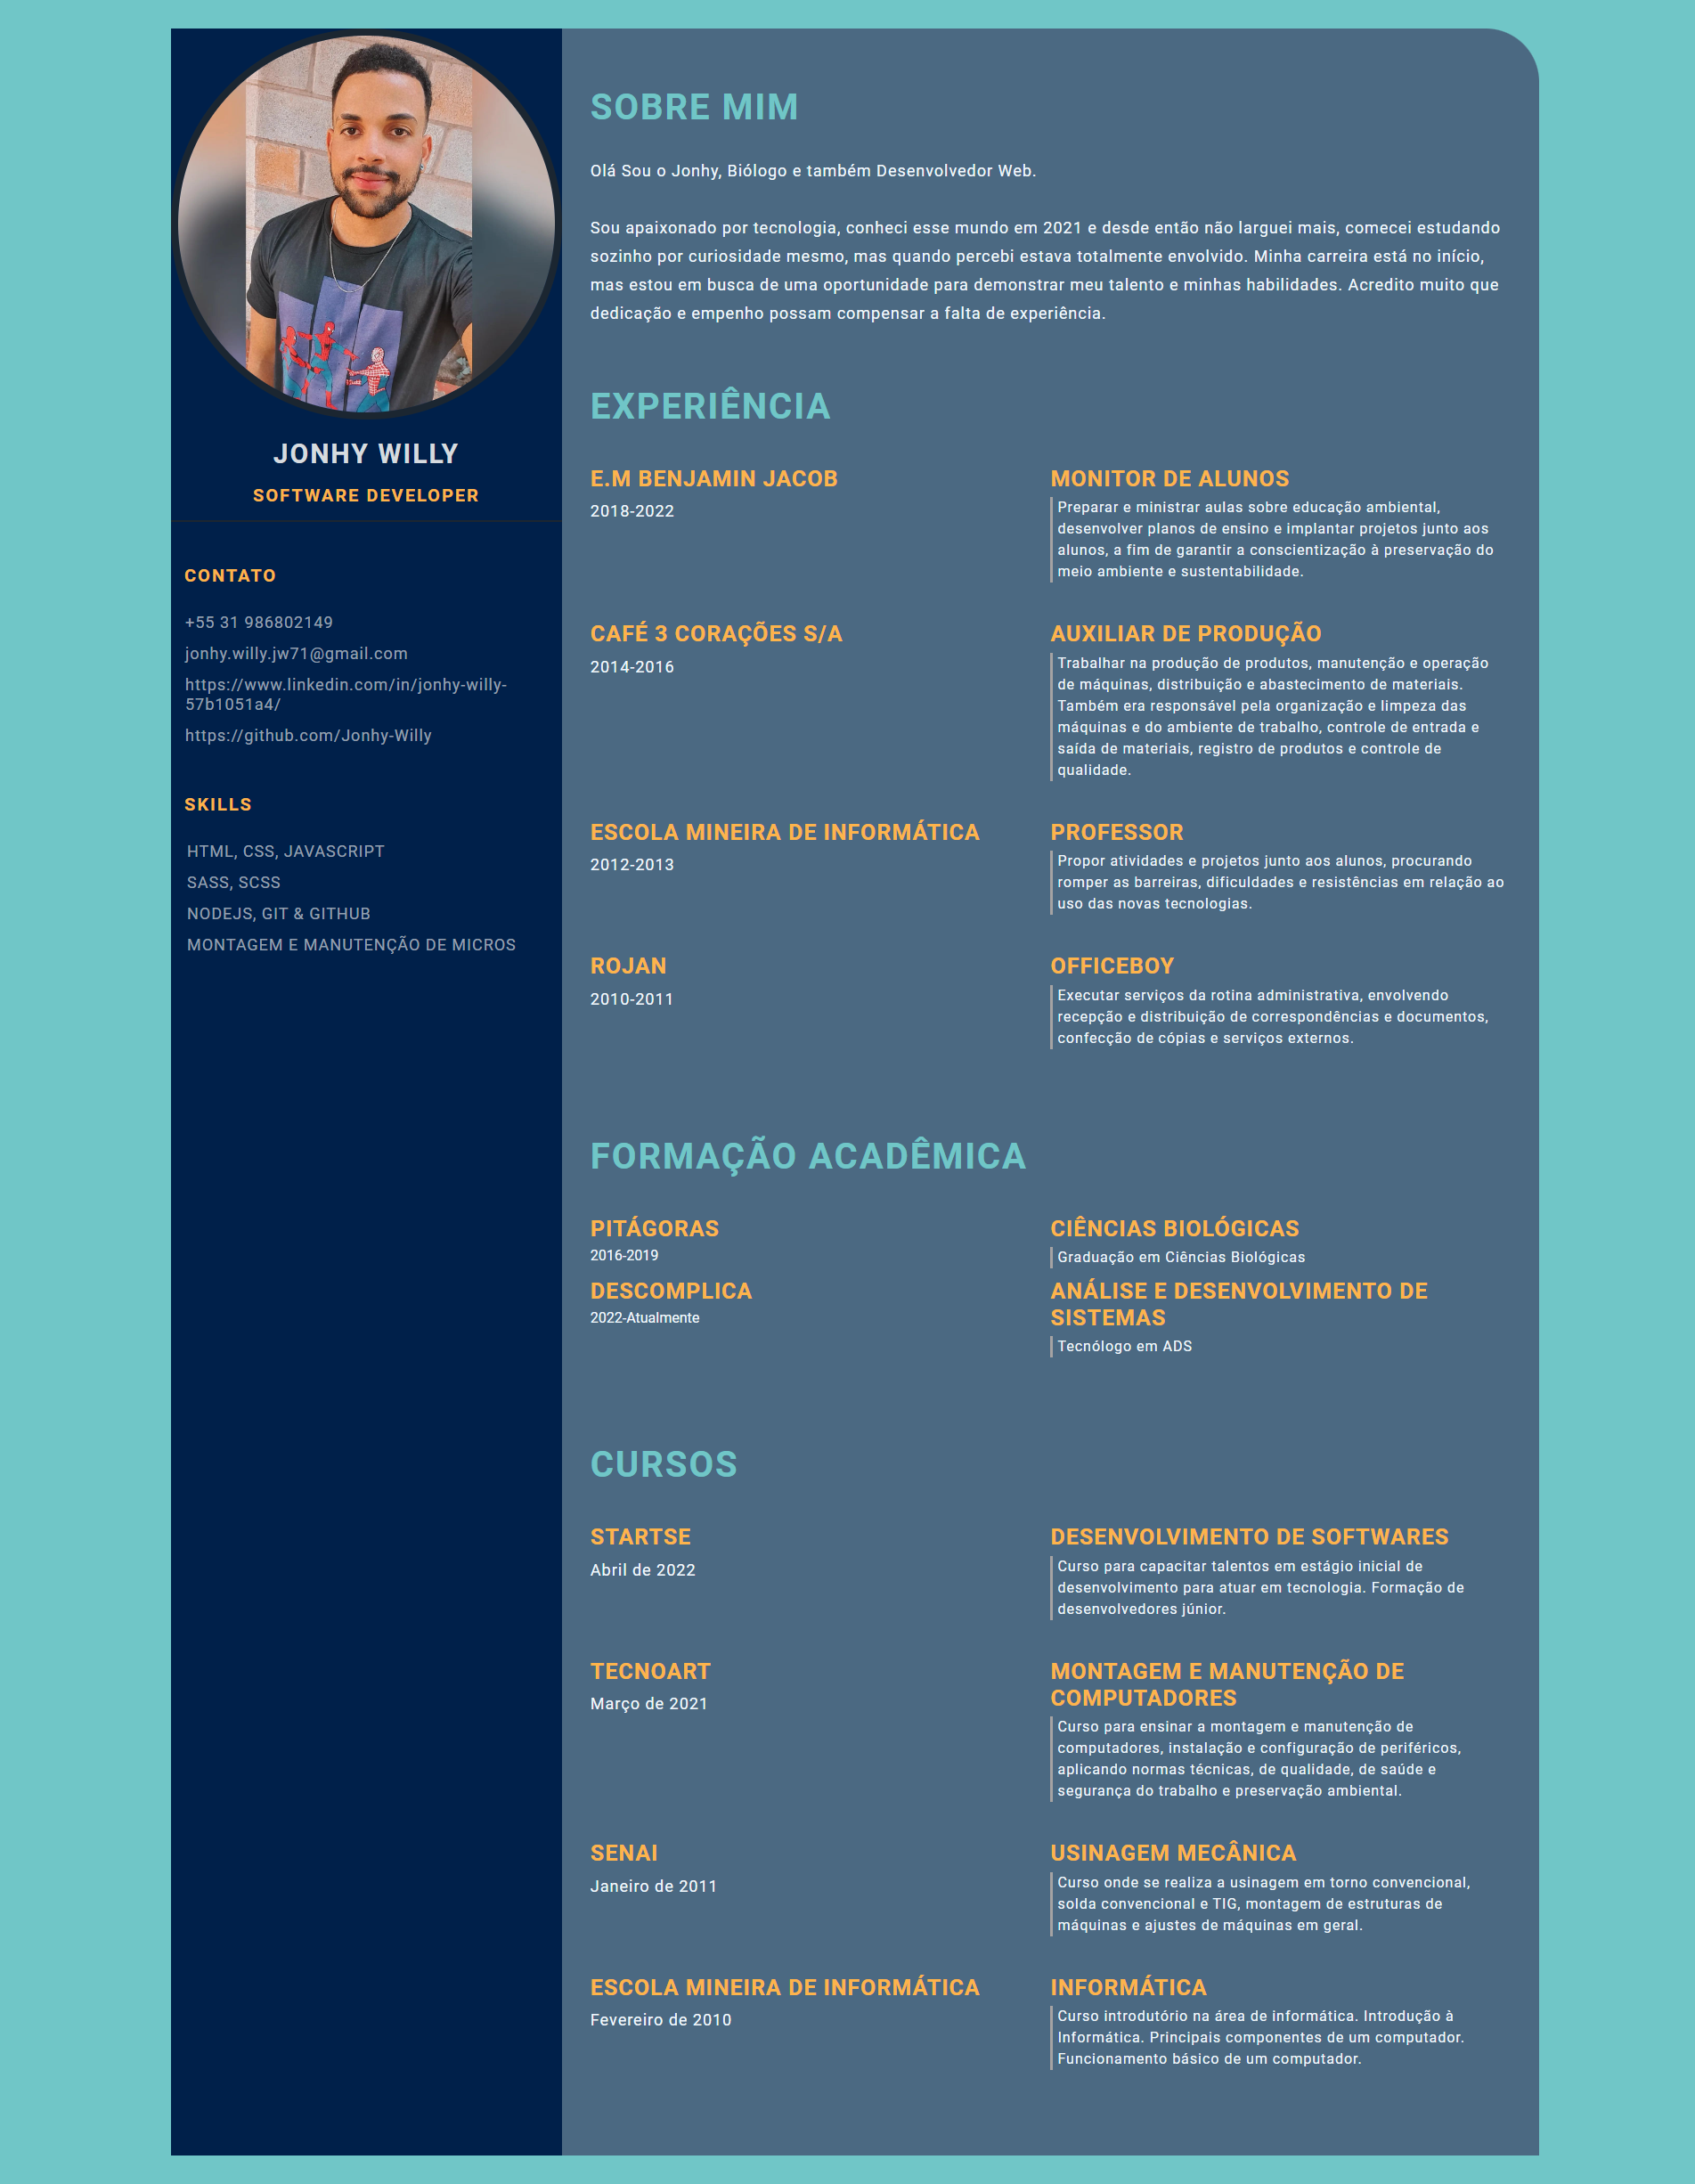 JONHY WILLY
SOFTWARE DEVELOPER
CONTATO
+55 31 986802149
jonhy.willy.jw71@gmail.com
https://www.linkedin.com/in/jonhy-willy-
57b1051a4/
https://github.com/Jonhy-Willy
SKILLS
HTML, CSS, JAVASCRIPT
SASS, SCSS
NODEJS, GIT & GITHUB
MONTAGEM E MANUTENÇÃO DE MICROS
SOBRE MIM
Olá Sou o Jonhy, Biólogo e também Desenvolvedor Web.
Sou apaixonado por tecnologia, conheci esse mundo em 2021 e desde então não larguei mais, comecei estudando
sozinho por curiosidade mesmo, mas quando percebi estava totalmente envolvido. Minha carreira está no início,
mas estou em busca de uma oportunidade para demonstrar meu talento e minhas habilidades. Acredito muito que
dedicação e empenho possam compensar a falta de experiência.
EXPERIÊNCIA
E.M BENJAMIN JACOB
2018-2022
MONITOR DE ALUNOS
Preparar e ministrar aulas sobre educação ambiental,
desenvolver planos de ensino e implantar projetos junto aos
alunos, a fim de garantir a conscientização à preservação do
meio ambiente e sustentabilidade.
CAFÉ 3 CORAÇÕES S/A
2014-2016
AUXILIAR DE PRODUÇÃO
Trabalhar na produção de produtos, manutenção e operação
de máquinas, distribuição e abastecimento de materiais.
Também era responsável pela organização e limpeza das
máquinas e do ambiente de trabalho, controle de entrada e
saída de materiais, registro de produtos e controle de
qualidade.
ESCOLA MINEIRA DE INFORMÁTICA
2012-2013
PROFESSOR
Propor atividades e projetos junto aos alunos, procurando
romper as barreiras, dificuldades e resistências em relação ao
uso das novas tecnologias.
ROJAN
2010-2011
OFFICEBOY
Executar serviços da rotina administrativa, envolvendo
recepção e distribuição de correspondências e documentos,
confecção de cópias e serviços externos.
FORMAÇÃO ACADÊMICA
PITÁGORAS
2016-2019
CIÊNCIAS BIOLÓGICAS
Graduação em Ciências Biológicas
DESCOMPLICA
2022-Atualmente
ANÁLISE E DESENVOLVIMENTO DE
SISTEMAS
Tecnólogo em ADS
CURSOS
STARTSE
Abril de 2022
DESENVOLVIMENTO DE SOFTWARES
Curso para capacitar talentos em estágio inicial de
desenvolvimento para atuar em tecnologia. Formação de
desenvolvedores júnior.
TECNOART
Março de 2021
MONTAGEM E MANUTENÇÃO DE
COMPUTADORES
Curso para ensinar a montagem e manutenção de
computadores, instalação e configuração de periféricos,
aplicando normas técnicas, de qualidade, de saúde e
segurança do trabalho e preservação ambiental.
SENAI
Janeiro de 2011
USINAGEM MECÂNICA
Curso onde se realiza a usinagem em torno convencional,
solda convencional e TIG, montagem de estruturas de
máquinas e ajustes de máquinas em geral.
ESCOLA MINEIRA DE INFORMÁTICA
Fevereiro de 2010
INFORMÁTICA
Curso introdutório na área de informática. Introdução à
Informática. Principais componentes de um computador.
Funcionamento básico de um computador.